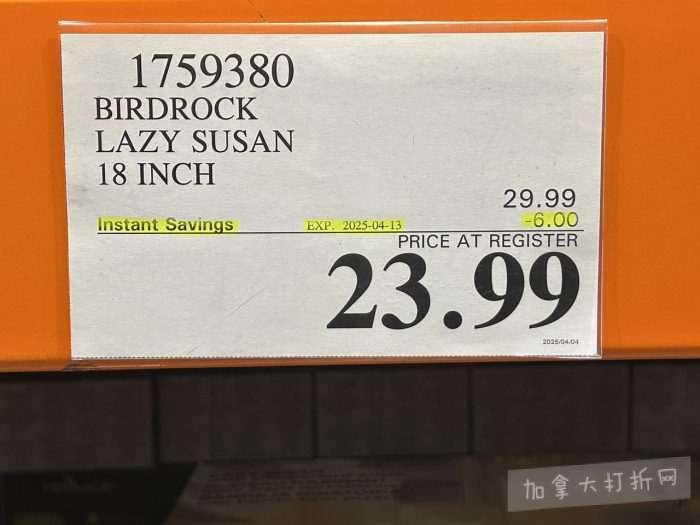 1759380
BIRDROCK
LAZY SUSAN
18 INCH
29.99
Instant Savings EXP. 2025-04-13 -6.00
PRICE AT REGISTER
23.99
2025/04/04
加拿大打折网